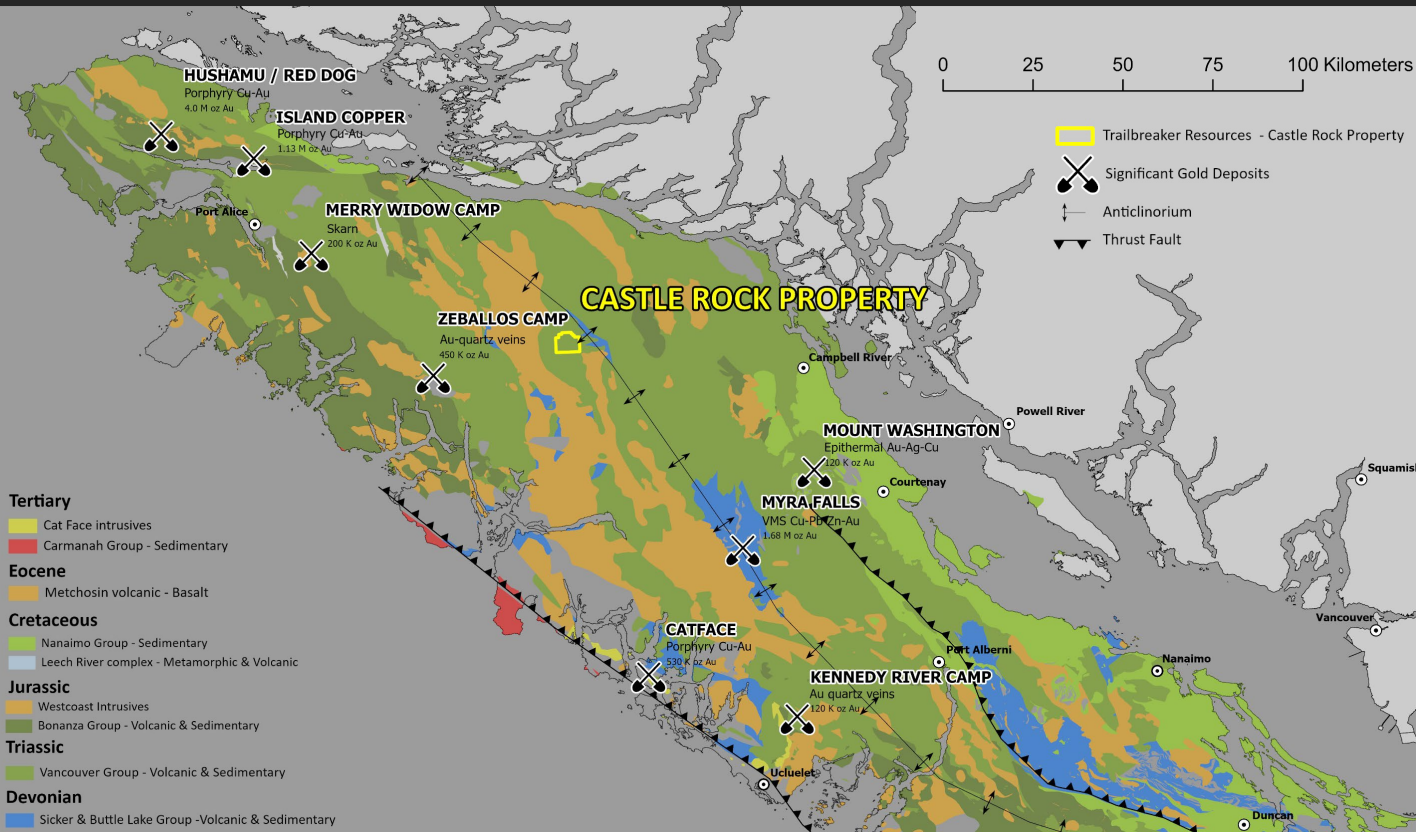 HUSHAMU / RED DOG
Porphyry Cu-Au
4.0 M oz Au
ISLAND COPPER
Porphyry Cu-Au
1.13 M oz Au
Port Alice
MERRY WIDOW CAMP
Skarn
200 K oz Au
CASTLE ROCK PROPERTY
ZEBALLOS CAMP
Au-quartz veins
450 K oz Au
Campbell River
Powell River
MOUNT WASHINGTON
Epithermal Au-Ag-Cu
120 K oz Au
Courtenay
Squamish
MYRA FALLS
VMS Cu-Pb-Zn-Au
1.68 M oz Au
CATFACE
Porphyry Cu-Au
530 K oz Au
Port Alberni
Vancouver
Nanaimo
KENNEDY RIVER CAMP
Au quartz veins
120 K oz Au
Ucluelet
Duncan
0 25 50 75 100 Kilometers
Trailbreaker Resources - Castle Rock Property
Significant Gold Deposits
Anticlinorium
Thrust Fault
Tertiary
Cat Face intrusives
Carmanah Group - Sedimentary
Eocene
Metchosin volcanic - Basalt
Cretaceous
Nanaimo Group - Sedimentary
Leech River complex - Metamorphic & Volcanic
Jurassic
Westcoast Intrusives
Bonanza Group - Volcanic & Sedimentary
Triassic
Vancouver Group - Volcanic & Sedimentary
Devonian
Sicker & Buttle Lake Group -Volcanic & Sedimentary